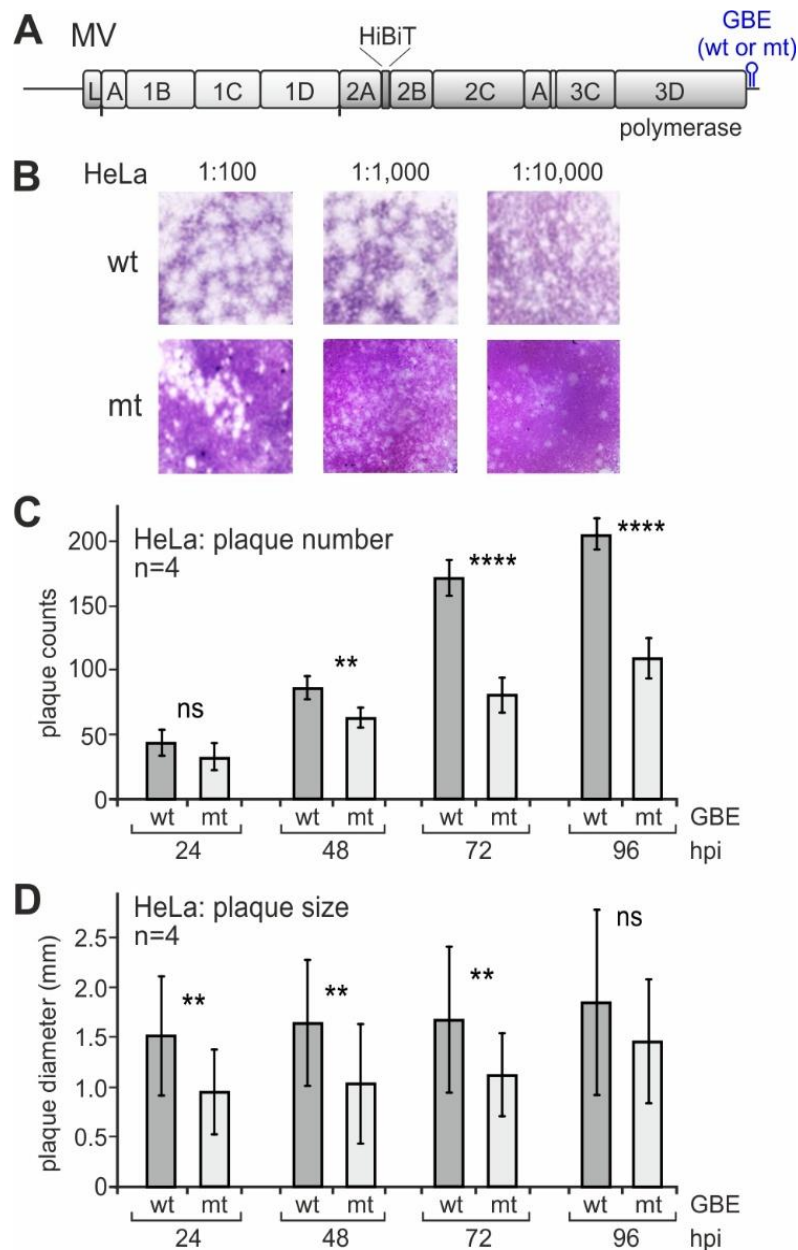 A MV HiBiT GBE
(wt or mt)
L A 1B 1C 1D 2A 2B 2C A 3C 3D
polymerase
B HeLa 1:100 1:1,000 1:10,000
wt
mt
C
HeLa: plaque number
n=4
plaque counts
200
150
100
50
0
ns ** **** ****
wt mt wt mt wt mt wt mt GBE
24 48 72 96 hpi
D
HeLa: plaque size
n=4
plaque diameter (mm)
2.5
2.0
1.5
1.0
0.5
0
** ** ** ns
wt mt wt mt wt mt wt mt GBE
24 48 72 96 hpi